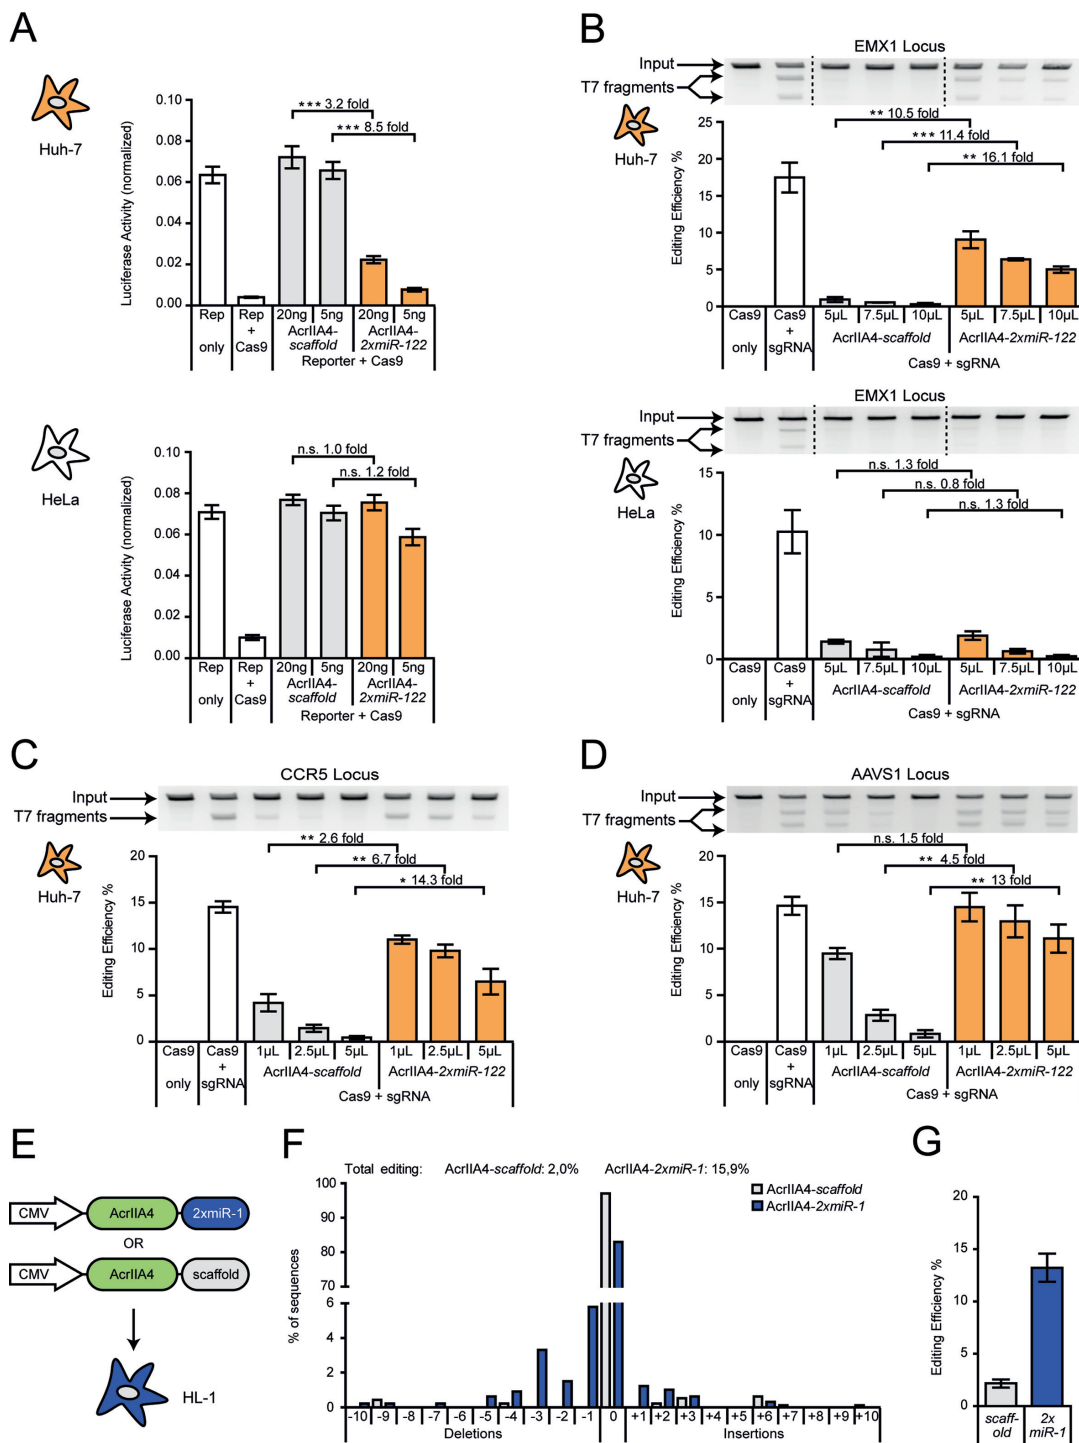 A
Huh-7
Luciferase Activity (normalized)
0.10
0.08
0.06
0.04
0.02
0.00
*** 3.2 fold
*** 8.5 fold
Rep only
Rep + Cas9
20ng 5ng 20ng 5ng
AcrIIA4-scaffold
AcrIIA4-2xmiR-122
Reporter + Cas9
HeLa
Luciferase Activity (normalized)
0.10
0.08
0.06
0.04
0.02
0.00
n.s. 1.0 fold
n.s. 1.2 fold
Rep only
Rep + Cas9
20ng 5ng 20ng 5ng
AcrIIA4-scaffold
AcrIIA4-2xmiR-122
Reporter + Cas9
B
EMX1 Locus
Input
T7 fragments
Huh-7
Editing Efficiency %
25
20
15
10
5
0
** 10.5 fold
*** 11.4 fold
** 16.1 fold
Cas9 only
Cas9 + sgRNA
5µL 7.5µL 10µL 5µL 7.5µL 10µL
AcrIIA4-scaffold AcrIIA4-2xmiR-122
Cas9 + sgRNA
EMX1 Locus
Input
T7 fragments
HeLa
Editing Efficiency %
15
10
5
0
n.s. 1.3 fold
n.s. 0.8 fold
n.s. 1.3 fold
Cas9 only
Cas9 + sgRNA
5µL 7.5µL 10µL 5µL 7.5µL 10µL
AcrIIA4-scaffold AcrIIA4-2xmiR-122
Cas9 + sgRNA
C
CCR5 Locus
Input
T7 fragments
Huh-7
Editing Efficiency %
20
15
10
5
0
** 2.6 fold
** 6.7 fold
* 14.3 fold
Cas9 only
Cas9 + sgRNA
1µL 2.5µL 5µL 1µL 2.5µL 5µL
AcrIIA4-scaffold AcrIIA4-2xmiR-122
Cas9 + sgRNA
D
AAVS1 Locus
Input
T7 fragments
Huh-7
Editing Efficiency %
20
15
10
5
0
n.s. 1.5 fold
** 4.5 fold
** 13 fold
Cas9 only
Cas9 + sgRNA
1µL 2.5µL 5µL 1µL 2.5µL 5µL
AcrIIA4-scaffold AcrIIA4-2xmiR-122
Cas9 + sgRNA
E
CMV AcrIIA4 2xmiR-1
OR
CMV AcrIIA4 scaffold
HL-1
F
Total editing: AcrIIA4-scaffold: 2,0% AcrIIA4-2xmiR-1: 15,9%
AcrIIA4-scaffold
AcrIIA4-2xmiR-1
% of sequences
100
90
80
70
6
4
2
0
-10 -9 -8 -7 -6 -5 -4 -3 -2 -1 0 +1 +2 +3 +4 +5 +6 +7 +8 +9 +10
Deletions Insertions
G
Editing Efficiency %
20
15
10
5
0
scaff-old
2x miR-1